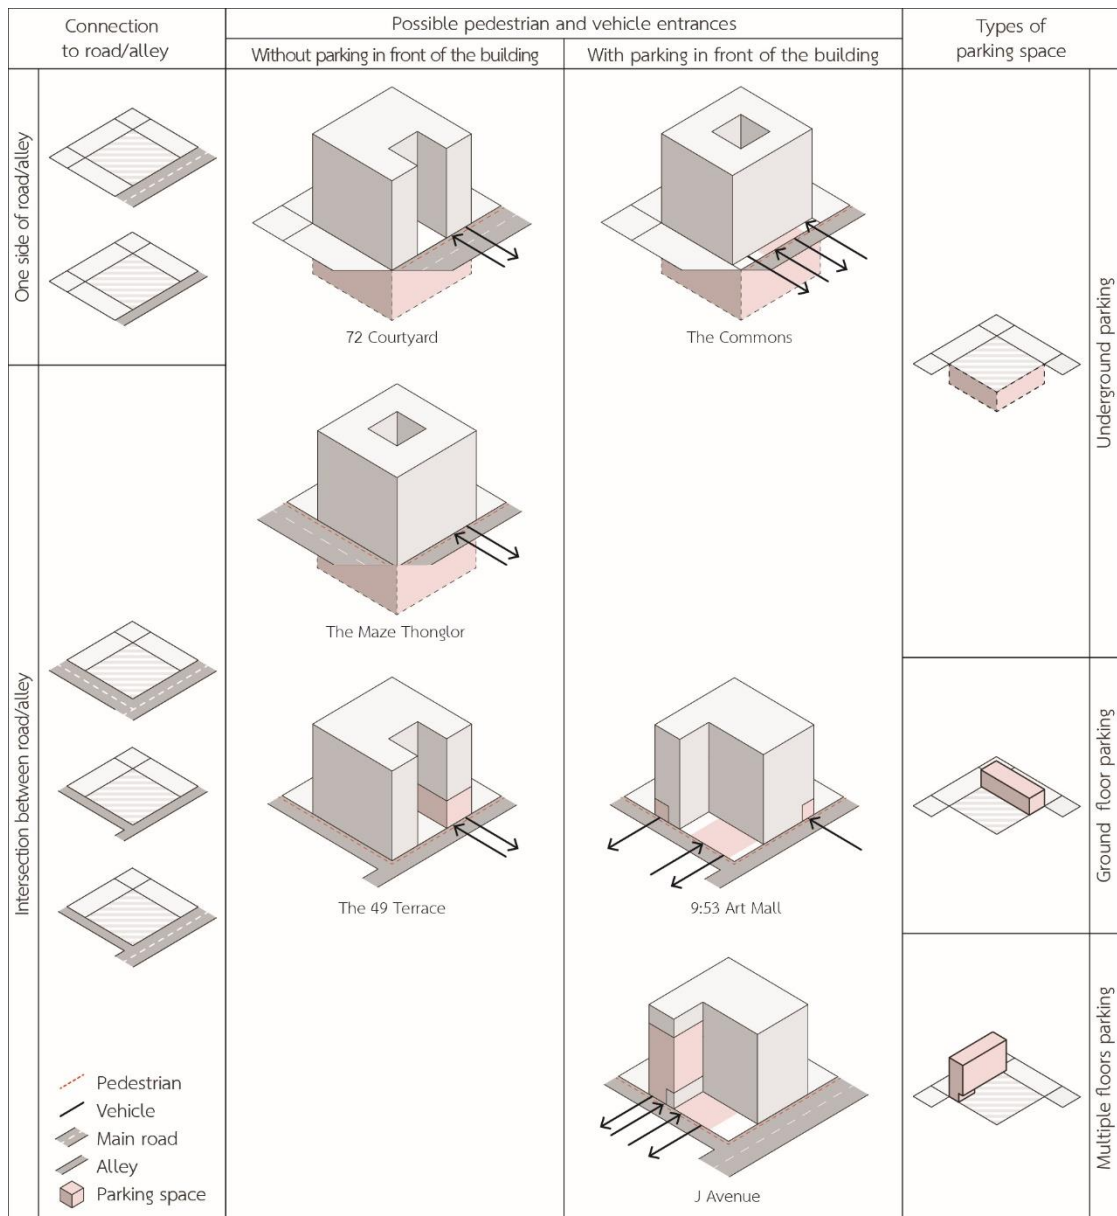 Connection
to road/alley
Possible pedestrian and vehicle entrances
Types of
parking space
Without parking in front of the building
With parking in front of the building
One side of road/alley
72 Courtyard
The Commons
Underground parking
The Maze Thonglor
Intersection between road/alley
The 49 Terrace
9:53 Art Mall
Ground floor parking
J Avenue
Multiple floors parking
Pedestrian
Vehicle
Main road
Alley
Parking space